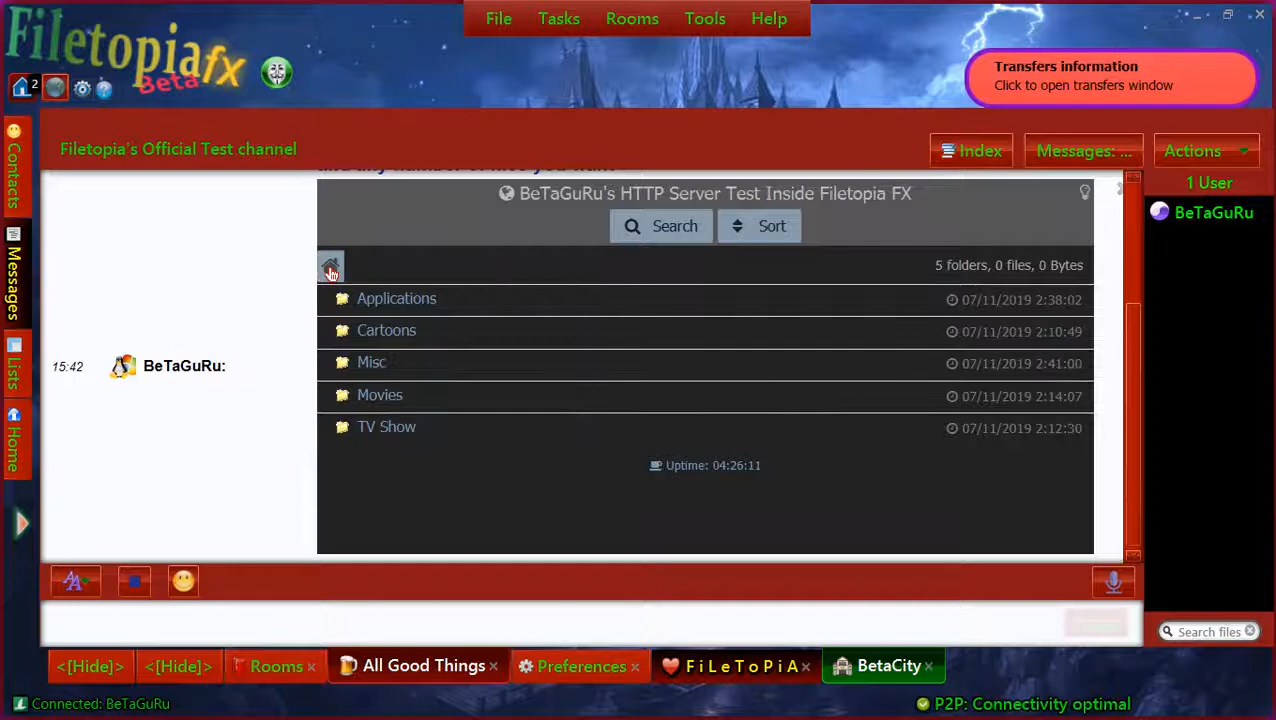 File Tasks Rooms Tools Help
Filetopia fx
Beta
2
Transfers information
Click to open transfers window
Filetopia's Official Test channel
Index Messages: ... Actions
1 User
BeTaGuRu
Contacts
Messages
Lists
Home
BeTaGuRu's HTTP Server Test Inside Filetopia FX
Search Sort
5 folders, 0 files, 0 Bytes
Applications 07/11/2019 2:38:02
Cartoons 07/11/2019 2:10:49
15:42 BeTaGuRu:
Misc 07/11/2019 2:41:00
Movies 07/11/2019 2:14:07
TV Show 07/11/2019 2:12:30
Uptime: 04:26:11
Search files
<[Hide]> <[Hide]> Rooms All Good Things Preferences FiLeToPiA BetaCity
Connected: BeTaGuRu P2P: Connectivity optimal